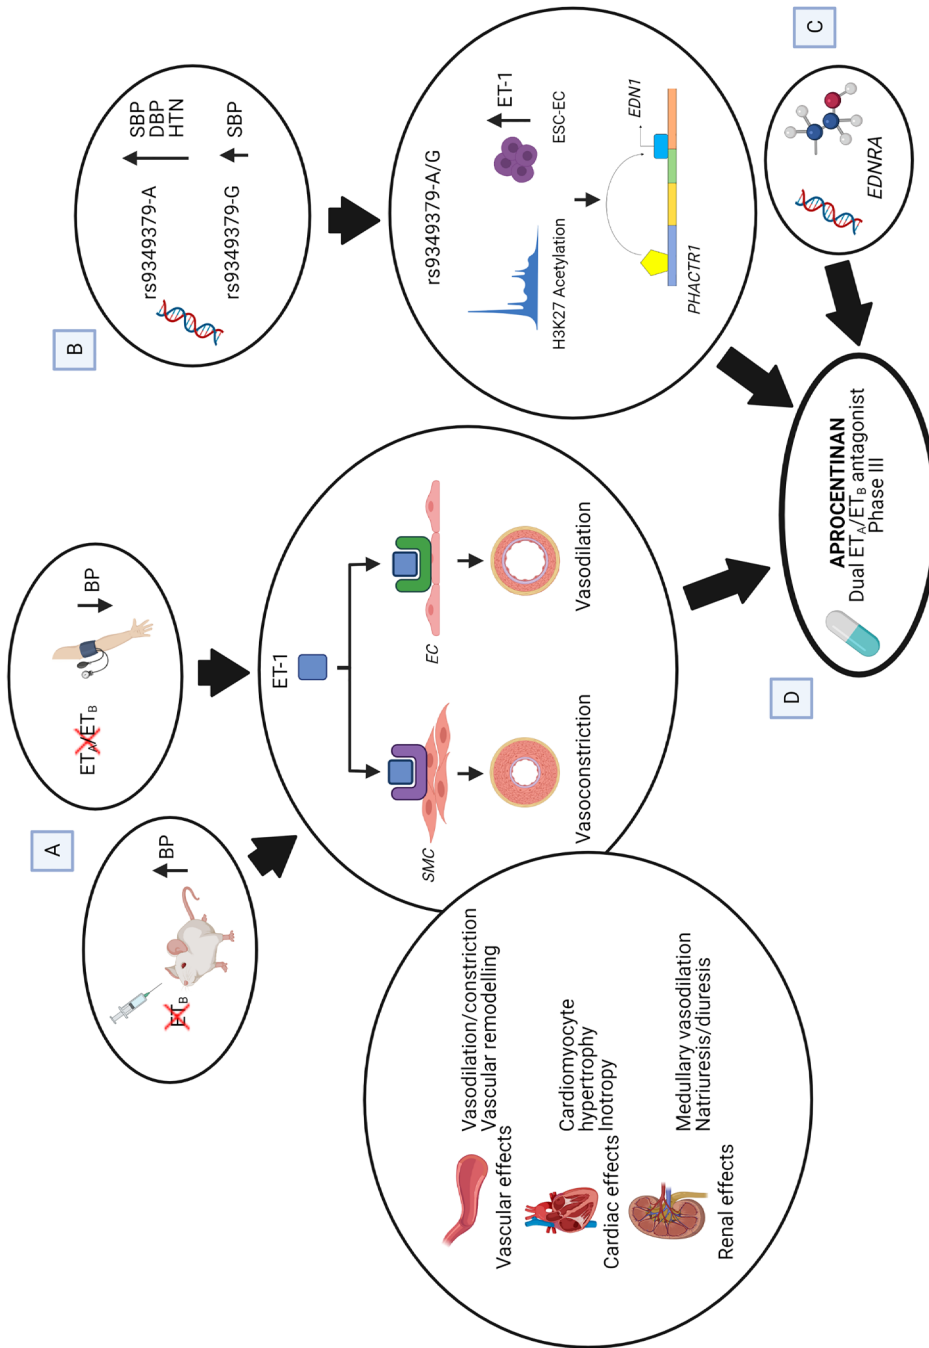 A
ET_B
BP
ET_A/ET_B
BP
ET-1
SMC
EC
Vasoconstriction
Vasodilation
Vascular effects
Vasodilation/constriction
Vascular remodelling
Cardiac effects
Cardiomyocyte
hypertrophy
Inotropy
Renal effects
Medullary vasodilation
Natriuresis/diuresis
B
rs9349379-A
SBP
DBP
HTN
rs9349379-G
SBP
rs9349379-A/G
H3K27 Acetylation
ET-1
ESC-EC
PHACTR1
EDN1
C
EDNRA
D
APROCENTINAN
Dual ET_A/ET_B antagonist
Phase III